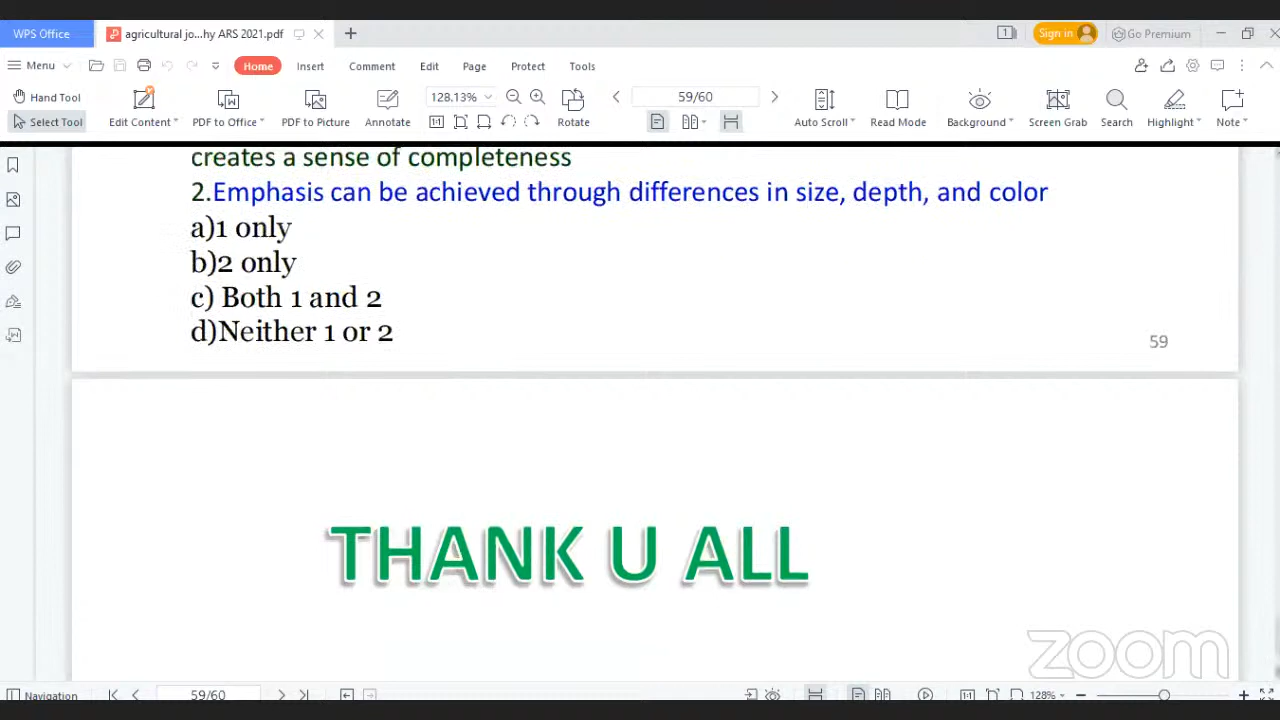 WPS Office
agricultural jo...hy ARS 2021.pdf
1
Sign in
Go Premium
Menu
Home
Insert
Comment
Edit
Page
Protect
Tools
Hand Tool
Select Tool
Edit Content
PDF to Office
PDF to Picture
Annotate
128.13%
Rotate
59/60
Auto Scroll
Read Mode
Background
Screen Grab
Search
Highlight
Note
creates a sense of completeness
2.Emphasis can be achieved through differences in size, depth, and color
a)1 only
b)2 only
c) Both 1 and 2
d)Neither 1 or 2
59
THANK U ALL
zoom
Navigation
59/60
128%